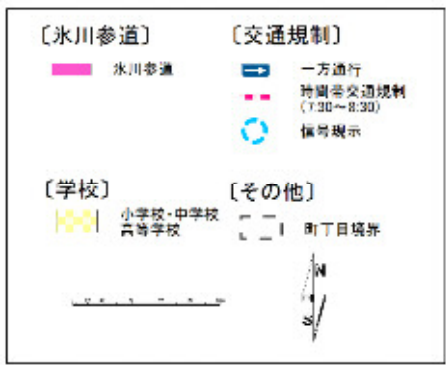 〔氷川参道〕
氷川参道
〔交通規制〕
一方通行
時間帯交通規制
(7:30～8:30)
信号現示
〔学校〕
小学校・中学校
高等学校
〔その他〕
町丁目境界
N
S